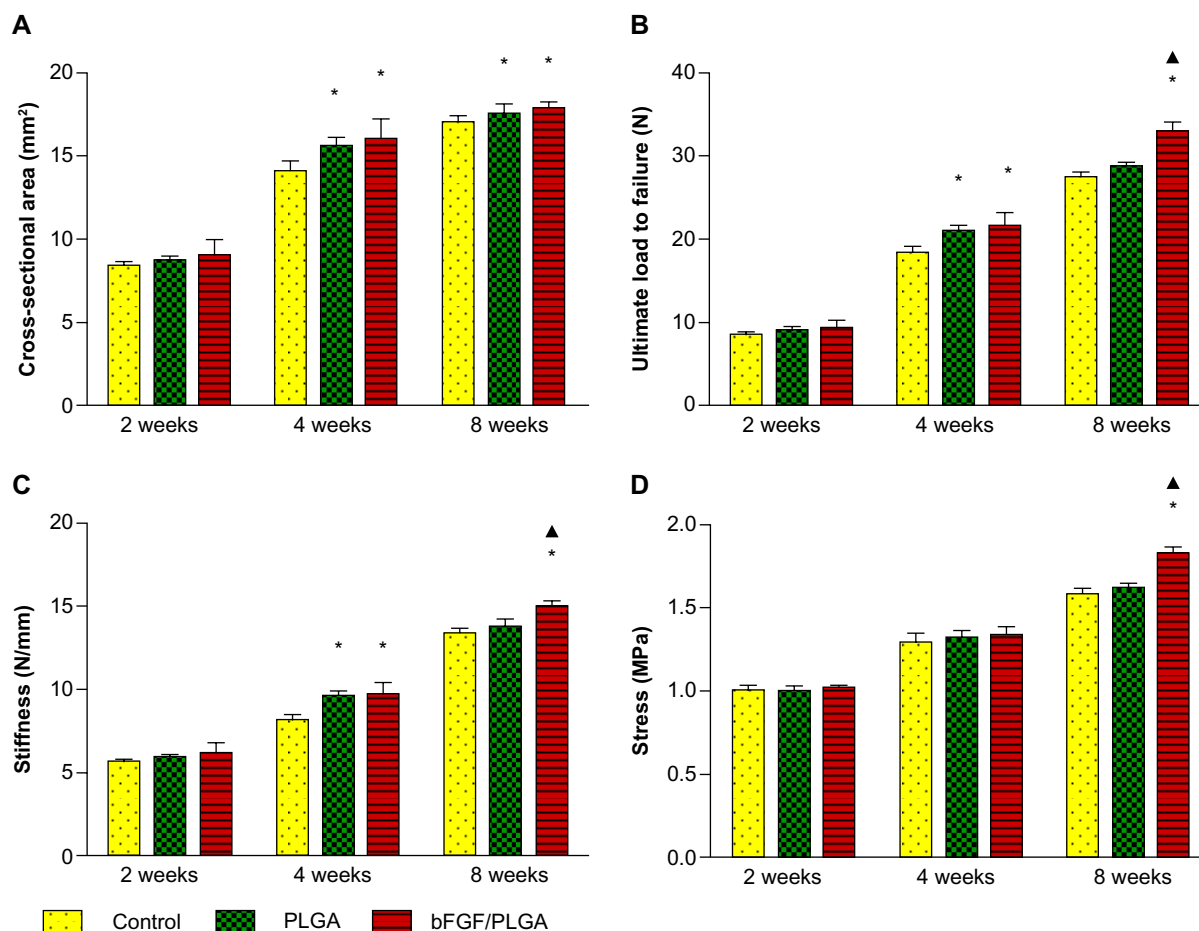 A
Cross-sectional area (mm²)
20
15
10
5
0
* * * *
2 weeks 4 weeks 8 weeks
B
Ultimate load to failure (N)
40
30
20
10
0
▲
* * *
2 weeks 4 weeks 8 weeks
C
Stiffness (N/mm)
20
15
10
5
0
▲
* * *
2 weeks 4 weeks 8 weeks
D
Stress (MPa)
2.0
1.5
1.0
0.5
0.0
▲
*
2 weeks 4 weeks 8 weeks
Control PLGA bFGF/PLGA